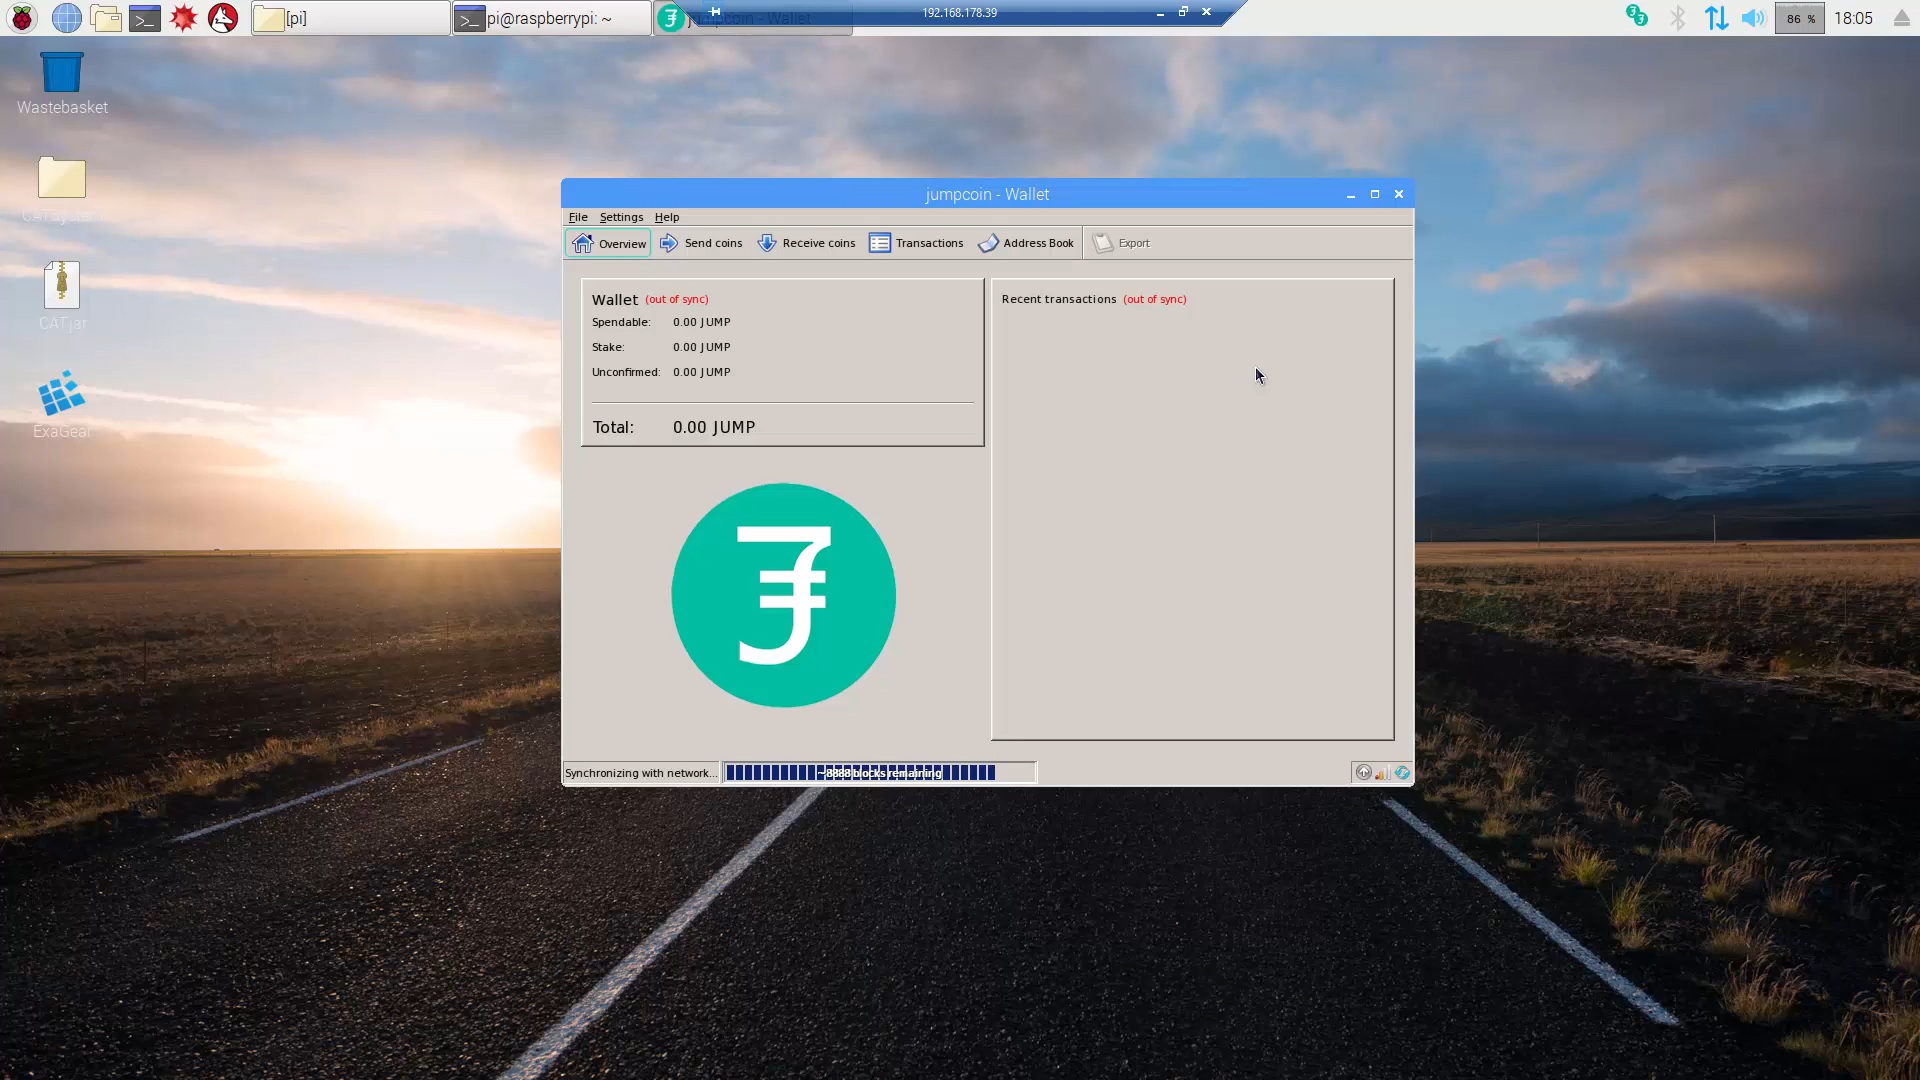 [pi]
pi@raspberrypi: ~
jumpcoin - Wallet
192.168.178.39
86 %
18:05
Wastebasket
CATjar
ExaGear
jumpcoin - Wallet
File Settings Help
Overview Send coins Receive coins Transactions Address Book Export
Wallet (out of sync)
Spendable: 0.00 JUMP
Stake: 0.00 JUMP
Unconfirmed: 0.00 JUMP
Total: 0.00 JUMP
Recent transactions (out of sync)
Synchronizing with network...
~8888 blocks remaining